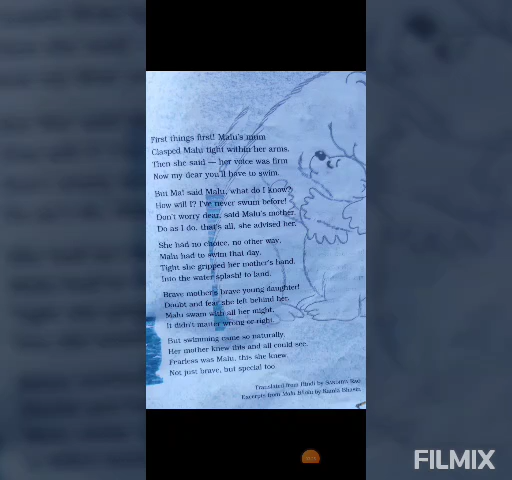 First things first! Malu's mum
Clasped Malu tight within her arms,
Then she said — her voice was firm
Now my dear you'll have to swim.
But Ma! said Malu, what do I know?
How will I? I've never swum before!
Don't worry dear, said Malu's mother
Do as I do, that's all, she advised her.
She had no choice, no other way,
Malu had to swim that day.
Tight she gripped her mother's hand,
Into the water splash! to land.
Brave mother's brave young daughter!
Doubt and fear she left behind her,
Malu swam with all her might,
It didn't matter wrong or right.
But swimming came so naturally,
Her mother knew this and all could see.
Fearless was Malu, this she knew,
Not just brave, but special too.
Translated from Hindi by Rao
Excerpts from Malu Bhalu by Kamla Bhasin
FILMIX